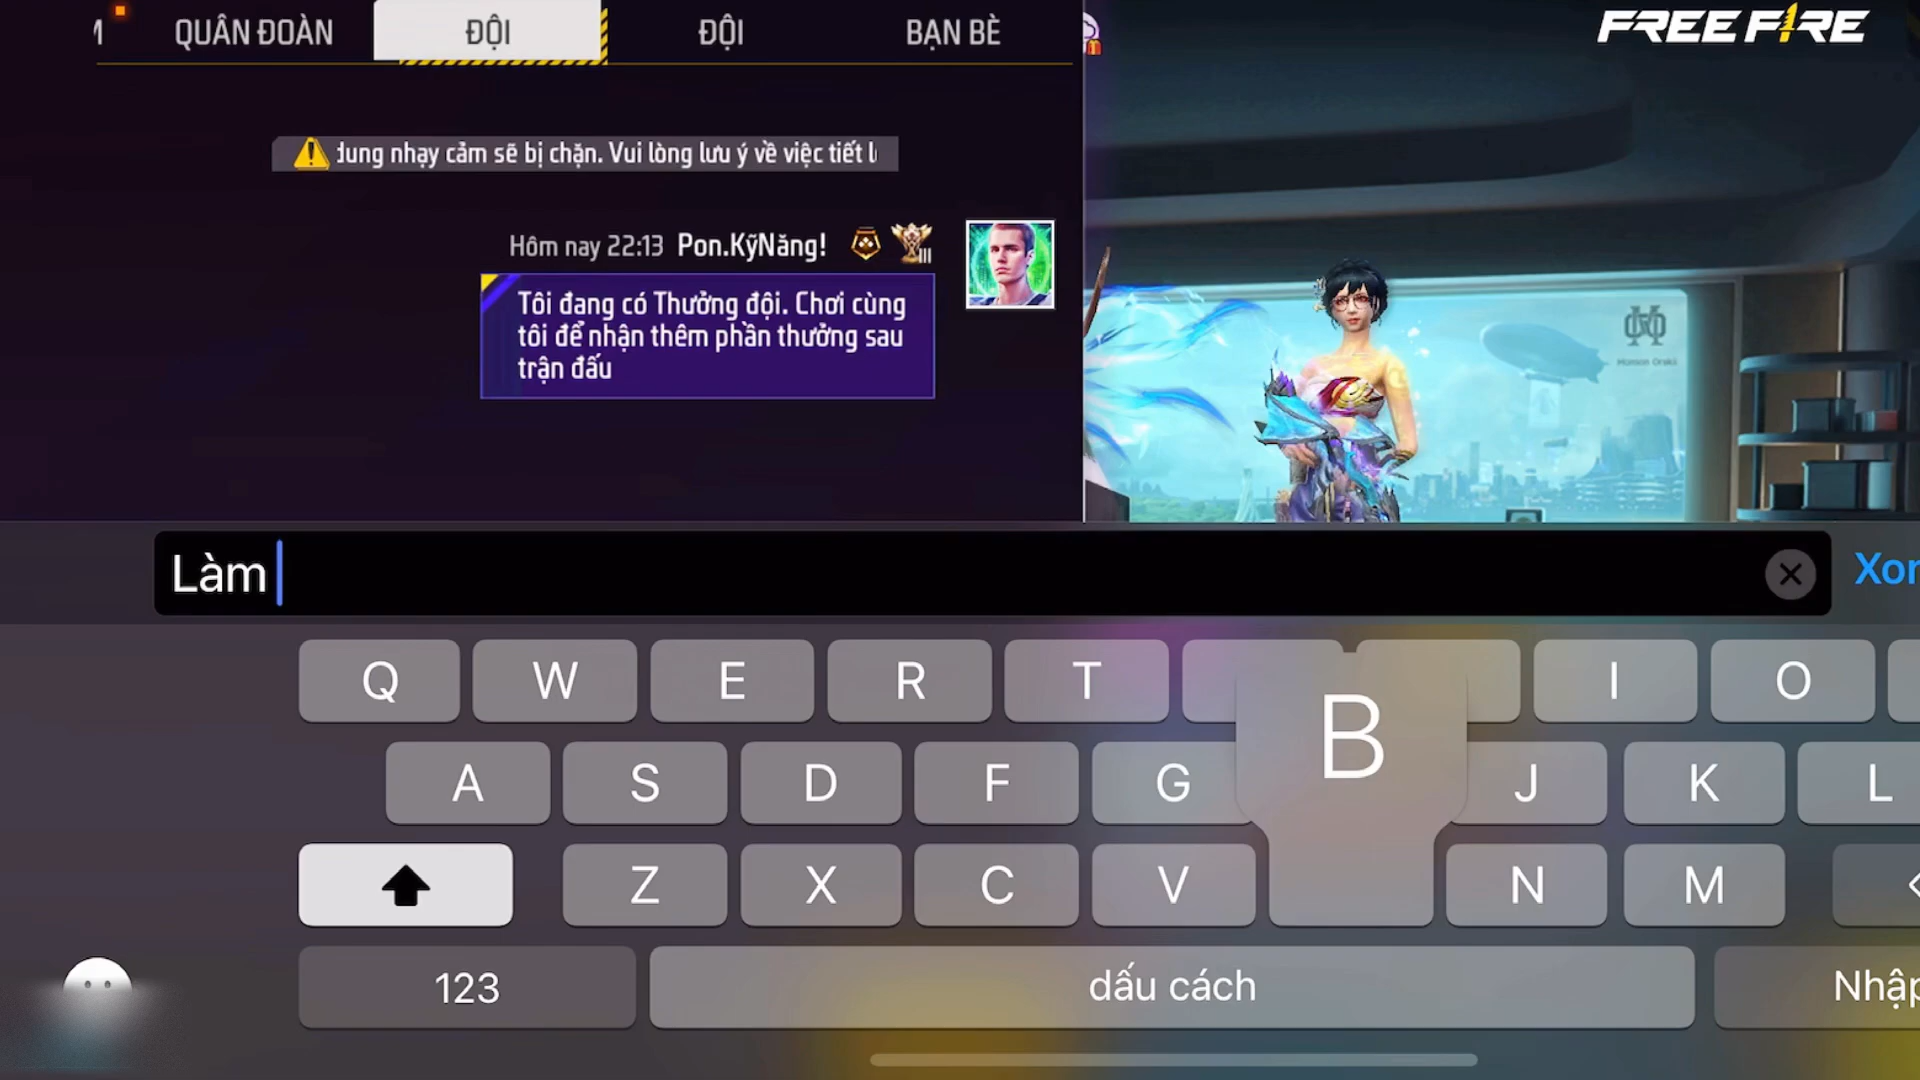 QUÂN ĐOÀN
ĐỘI
ĐỘI
BẠN BÈ
FREE FIRE
dung nhạy cảm sẽ bị chặn. Vui lòng lưu ý về việc tiết
Hôm nay 22:13 Pon.KỹNăng!
III
Tôi đang có Thưởng đội. Chơi cùng
tôi để nhận thêm phần thưởng sau
trận đấu
Làm
Q W E R T I O
A S D F G B J K L
Z X C V N M
123
dấu cách
Nhập